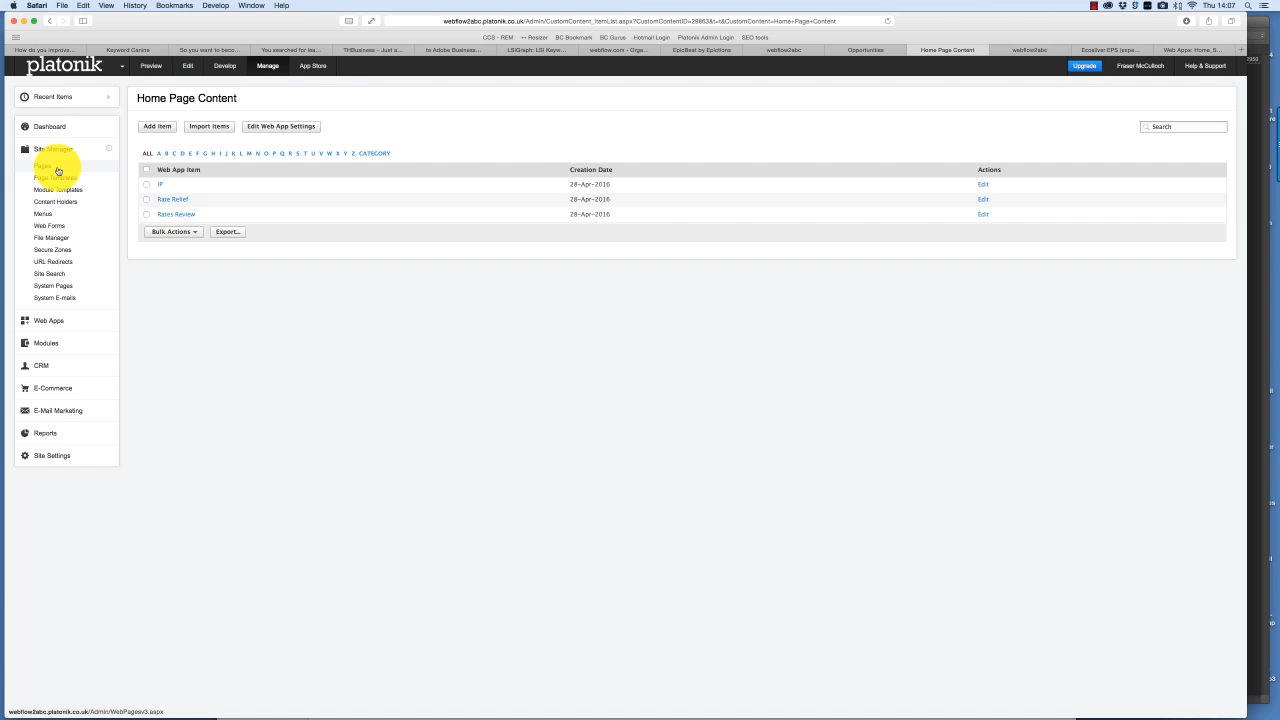 Safari File Edit View History Bookmarks Develop Window Help Thu 14:07
webflow2abc.platonik.co.uk/Admin/CustomContent_ItemList.aspx?CustomContentID=29863&t=t&CustomContent=Home+Page+Content
CCS - REM ↔ Resizer BC Bookmark BC Gurus Hotmail Login Platonik Admin Login SEO tools
How do you improve... Keyword Canine So you want to beco... You searched for lea... THBusiness – Just a... to Adobe Business... LSIGraph: LSI Keyw... webflow.com - Orga... EpicBeat by Epictions webflow2abc Opportunities Home Page Content webflow2abc Ecosilver EPS (espa... Web Apps: Home_S...
platonik Preview Edit Develop Manage App Store Upgrade Fraser McCulloch Help & Support
Recent Items
Dashboard
Site Manager
Pages
Page Templates
Module Templates
Content Holders
Menus
Web Forms
File Manager
Secure Zones
URL Redirects
Site Search
System Pages
System E-mails
Web Apps
Modules
CRM
E-Commerce
E-Mail Marketing
Reports
Site Settings
Home Page Content
Add Item Import Items Edit Web App Settings Search
ALL A B C D E F G H I J K L M N O P Q R S T U V W X Y Z CATEGORY
Web App Item Creation Date Actions
IP 28-Apr-2016 Edit
Rate Relief 28-Apr-2016 Edit
Rates Review 28-Apr-2016 Edit
Bulk Actions Export...
webflow2abc.platonik.co.uk/Admin/WebPagesv3.aspx